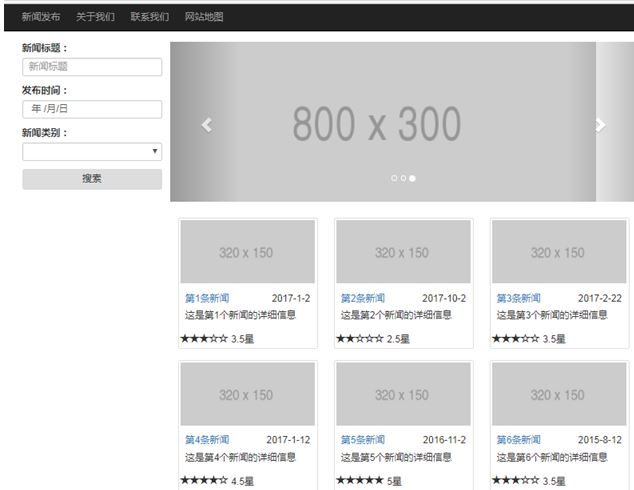 新闻发布 关于我们 联系我们 网站地图
新闻标题：
新闻标题
发布时间：
年 /月/日
新闻类别：
搜索
800 x 300
320 x 150
第1条新闻 2017-1-2
这是第1个新闻的详细信息
★★★☆☆ 3.5星
320 x 150
第2条新闻 2017-10-2
这是第2个新闻的详细信息
★★☆☆☆ 2.5星
320 x 150
第3条新闻 2017-2-22
这是第3个新闻的详细信息
★★★☆☆ 3.5星
320 x 150
第4条新闻 2017-1-12
这是第4个新闻的详细信息
★★★★☆ 4.5星
320 x 150
第5条新闻 2016-11-2
这是第5个新闻的详细信息
★★★★★ 5星
320 x 150
第6条新闻 2015-8-12
这是第6个新闻的详细信息
★★★☆☆ 3.5星